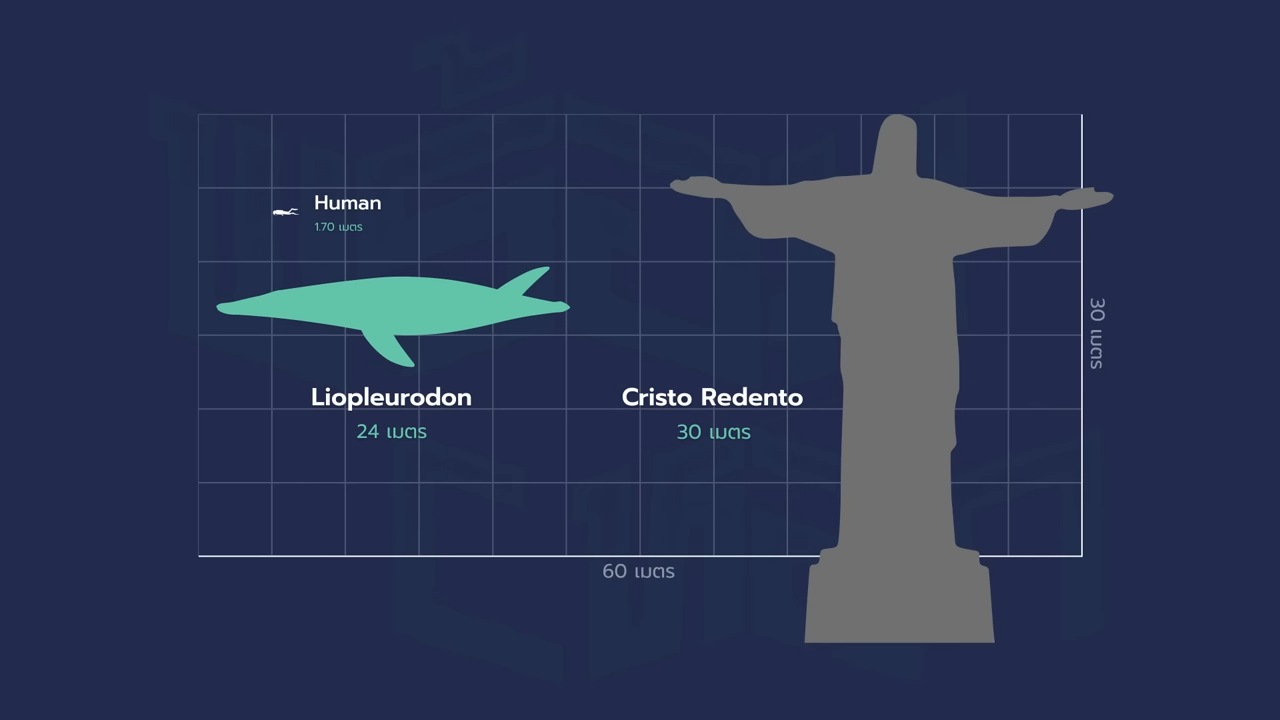 Human
1.70 เมตร
Liopleurodon
24 เมตร
Cristo Redento
30 เมตร
30 เมตร
60 เมตร